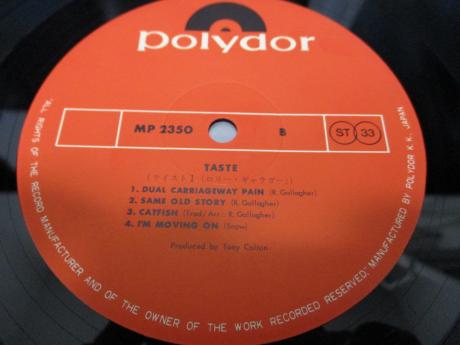 polydor
MP 2350 B ST 33
TASTE
(テイスト) (ロリー・ギャラガー)
1. DUAL CARRIAGEWAY PAIN (R. Gallagher)
2. SAME OLD STORY (R. Gallagher)
3. CATFISH (Trad/Arr: R. Gallagher)
4. I'M MOVING ON (Snow)
Produced by Tony Colton
"ALL RIGHTS OF THE RECORD MANUFACTURER AND OF THE OWNER OF THE WORK RECORDED RESERVED." MANUFACTURED BY POLYDOR K.K. JAPAN